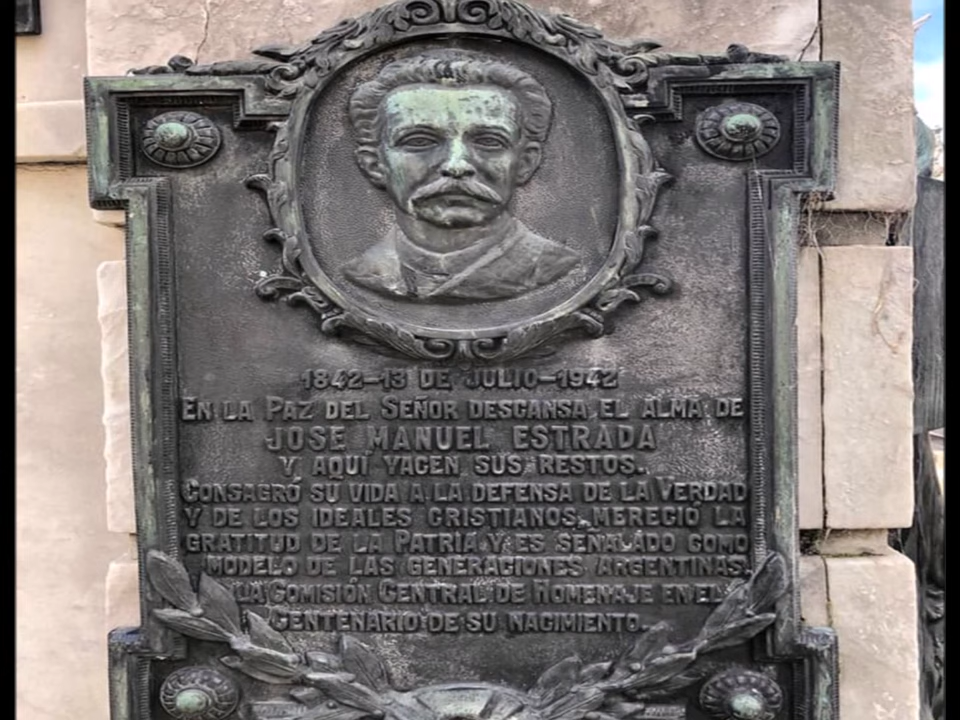 1842–13 DE JULIO–1942
EN LA PAZ DEL SEÑOR DESCANSA EL ALMA DE
JOSE MANUEL ESTRADA
Y AQUÍ YACEN SUS RESTOS.
CONSAGRÓ SU VIDA A LA DEFENSA DE LA VERDAD
Y DE LOS IDEALES CRISTIANOS, MERECIÓ LA
GRATITUD DE LA PATRIA Y ES SEÑALADO COMO
MODELO DE LAS GENERACIONES ARGENTINAS.
LA COMISIÓN CENTRAL DE HOMENAJE EN EL
CENTENARIO DE SU NACIMIENTO.